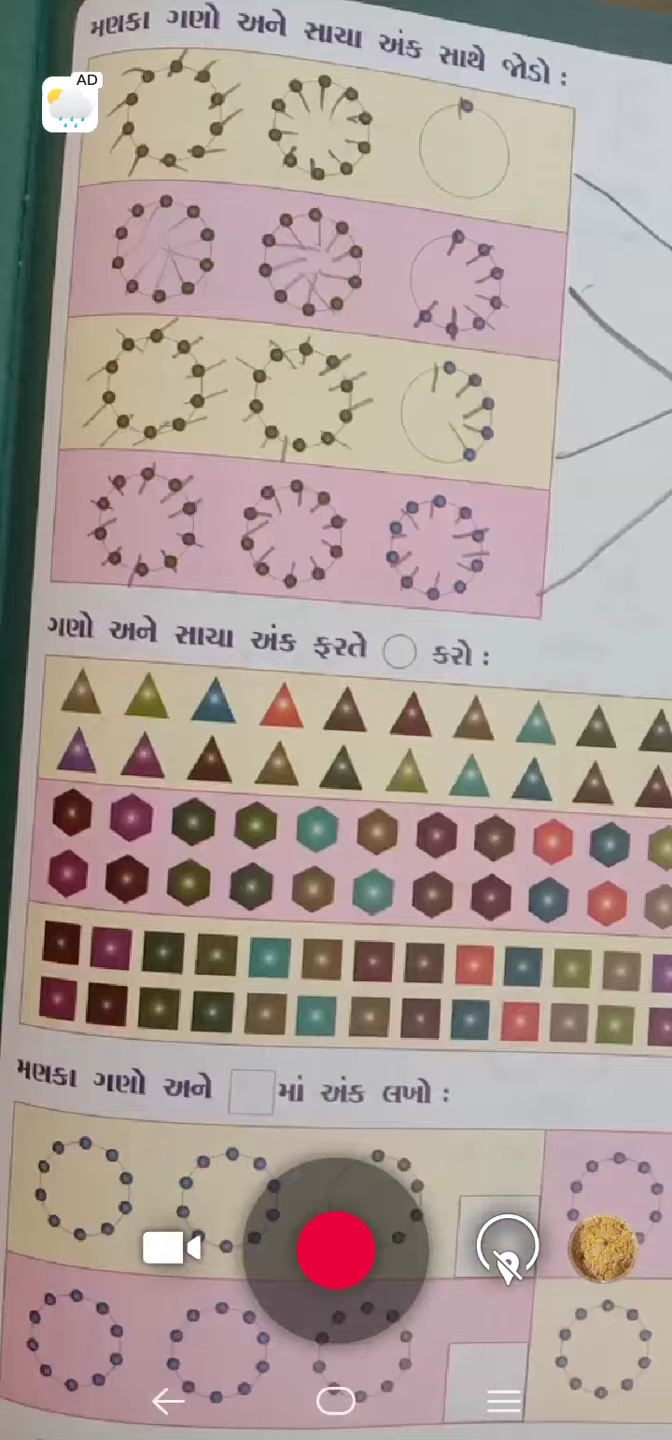 મણકા ગણો અને સાચા અંક સાથે જોડો :
AD
ગણો અને સાચા અંક ફરતે ◯ કરો :
મણકા ગણો અને □ માં અંક લખો :